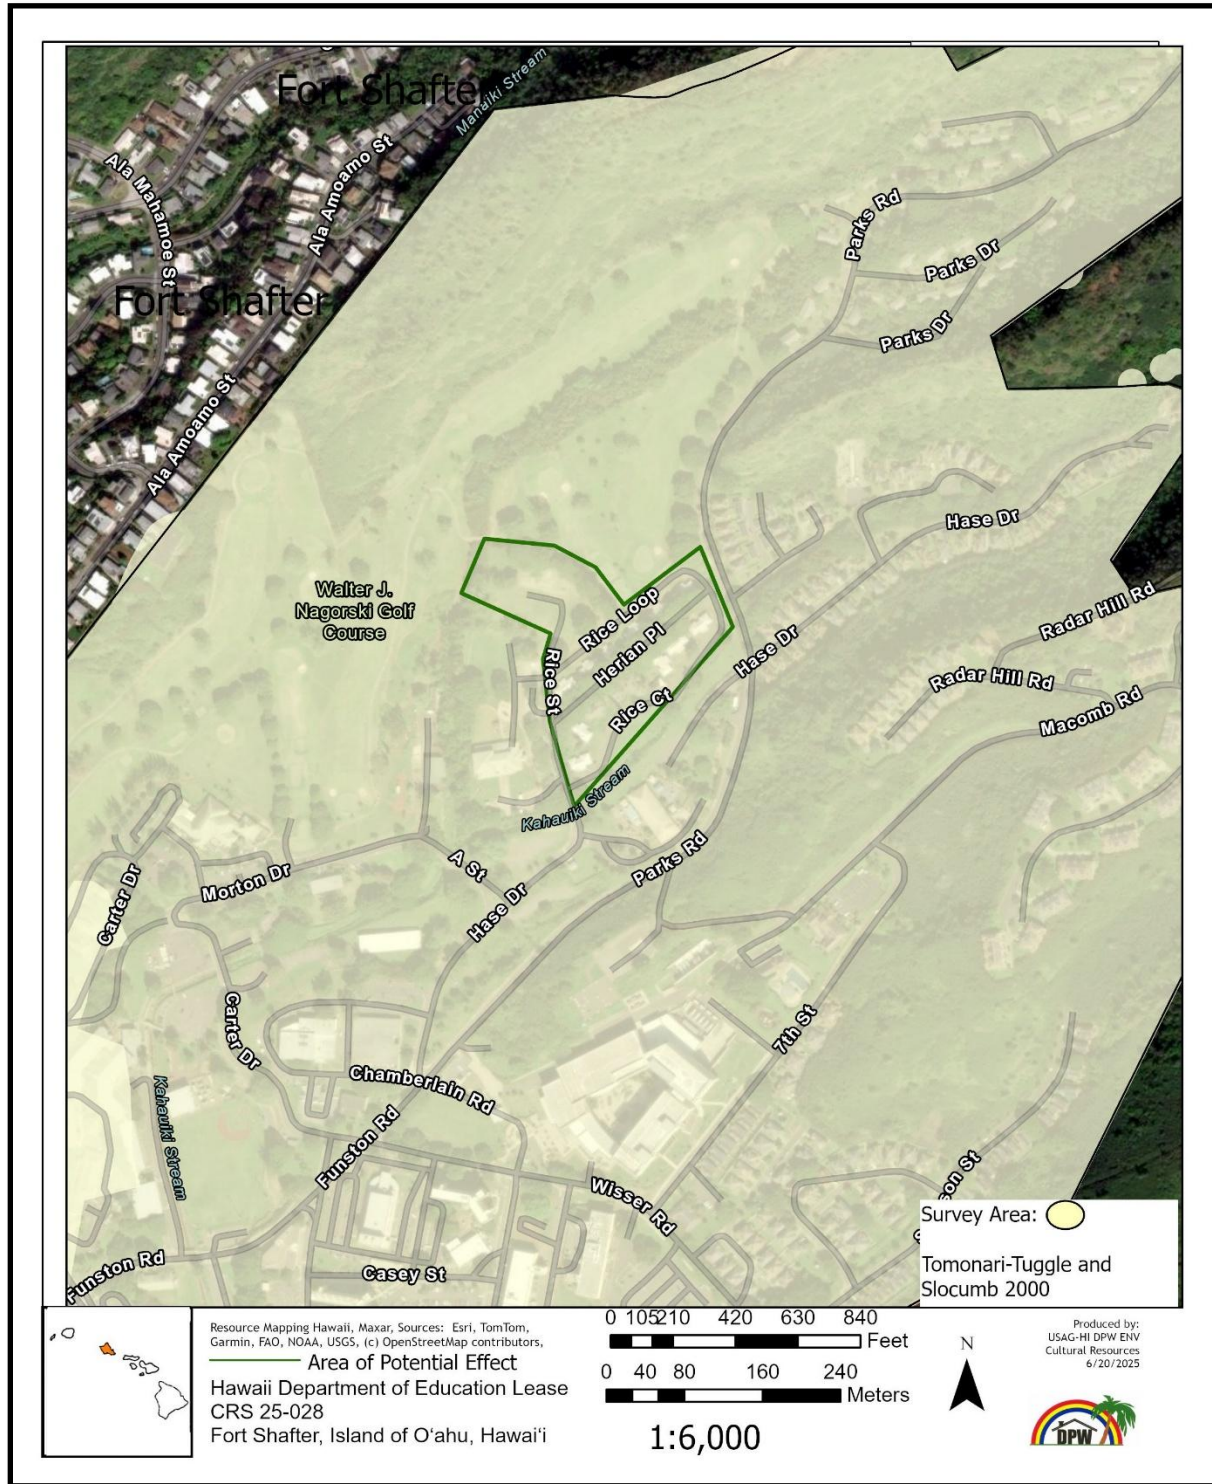 Fort Shafte
Manaiki Stream
Ala Mahamoe St
Ala Amoamo St
Fort Shafter
Ala Amoamo St
Parks Rd
Parks Dr
Parks Dr
Hase Dr
Walter J.
Nagorski Golf
Course
Rice Loop
Herian Pl
Rice St
Rice Ct
Hase Dr
Radar Hill Rd
Radar Hill Rd
Macomb Rd
Kahauiki Stream
Parks Rd
A St
Morton Dr
Hase Dr
Carter Dr
Carter Dr
7th St
Chamberlain Rd
Kahauiki Stream
Funston Rd
Wisser Rd
Funston Rd
Casey St
son St
Survey Area:
Tomonari-Tuggle and
Slocumb 2000
Resource Mapping Hawaii, Maxar, Sources: Esri, TomTom,
Garmin, FAO, NOAA, USGS, (c) OpenStreetMap contributors,
Area of Potential Effect
Hawaii Department of Education Lease
CRS 25-028
Fort Shafter, Island of Oʻahu, Hawaiʻi
0 105 210 420 630 840
Feet
0 40 80 160 240
Meters
1:6,000
N
Produced by:
USAG-HI DPW ENV
Cultural Resources
6/20/2025
DPW